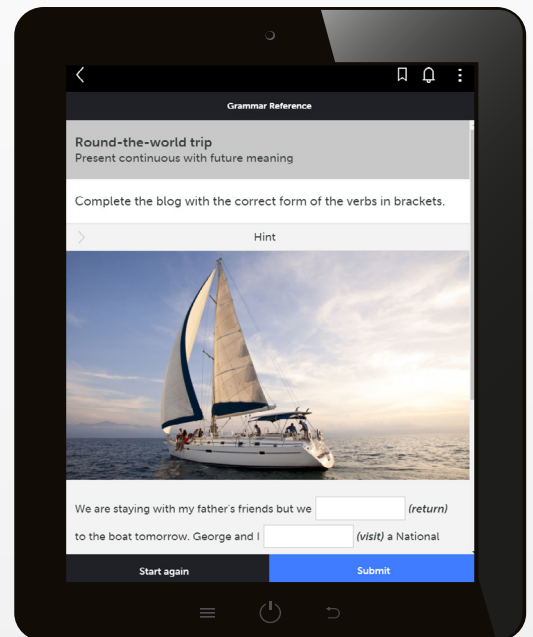 Grammar Reference
Round-the-world trip
Present continuous with future meaning
Complete the blog with the correct form of the verbs in brackets.
Hint
We are staying with my father's friends but we (return)
to the boat tomorrow. George and I (visit) a National
Start again Submit